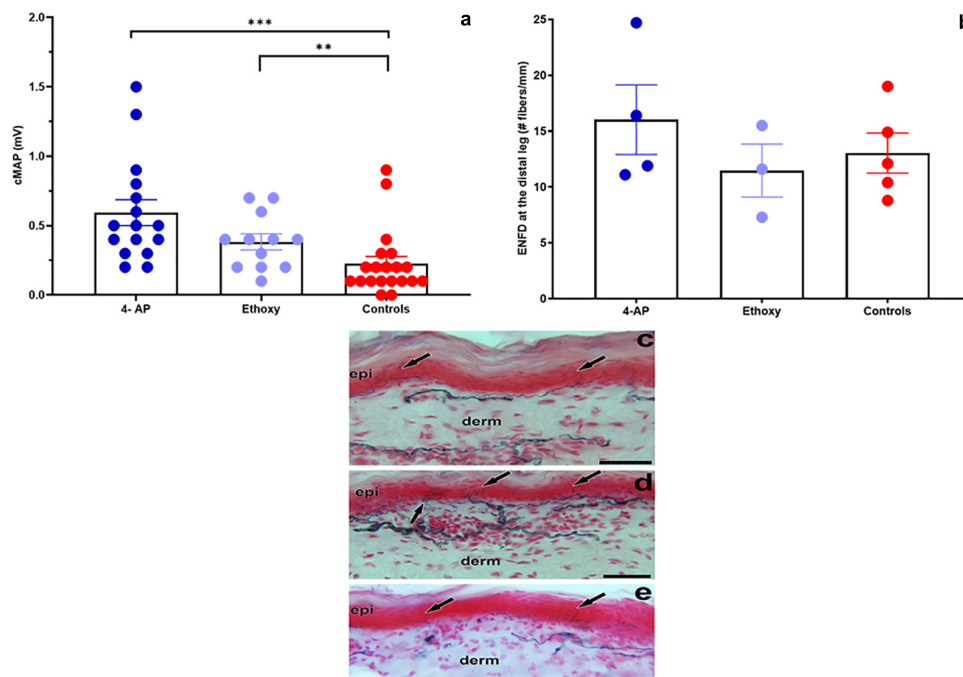 a
cMAP (mV)
2.0
1.5
1.0
0.5
0.0
***
**
4- AP
Ethoxy
Controls
b
ENFD at the distal leg (# fibers/mm)
25
20
15
10
5
0
4-AP
Ethoxy
Controls
c
epi
derm
d
epi
derm
e
epi
derm